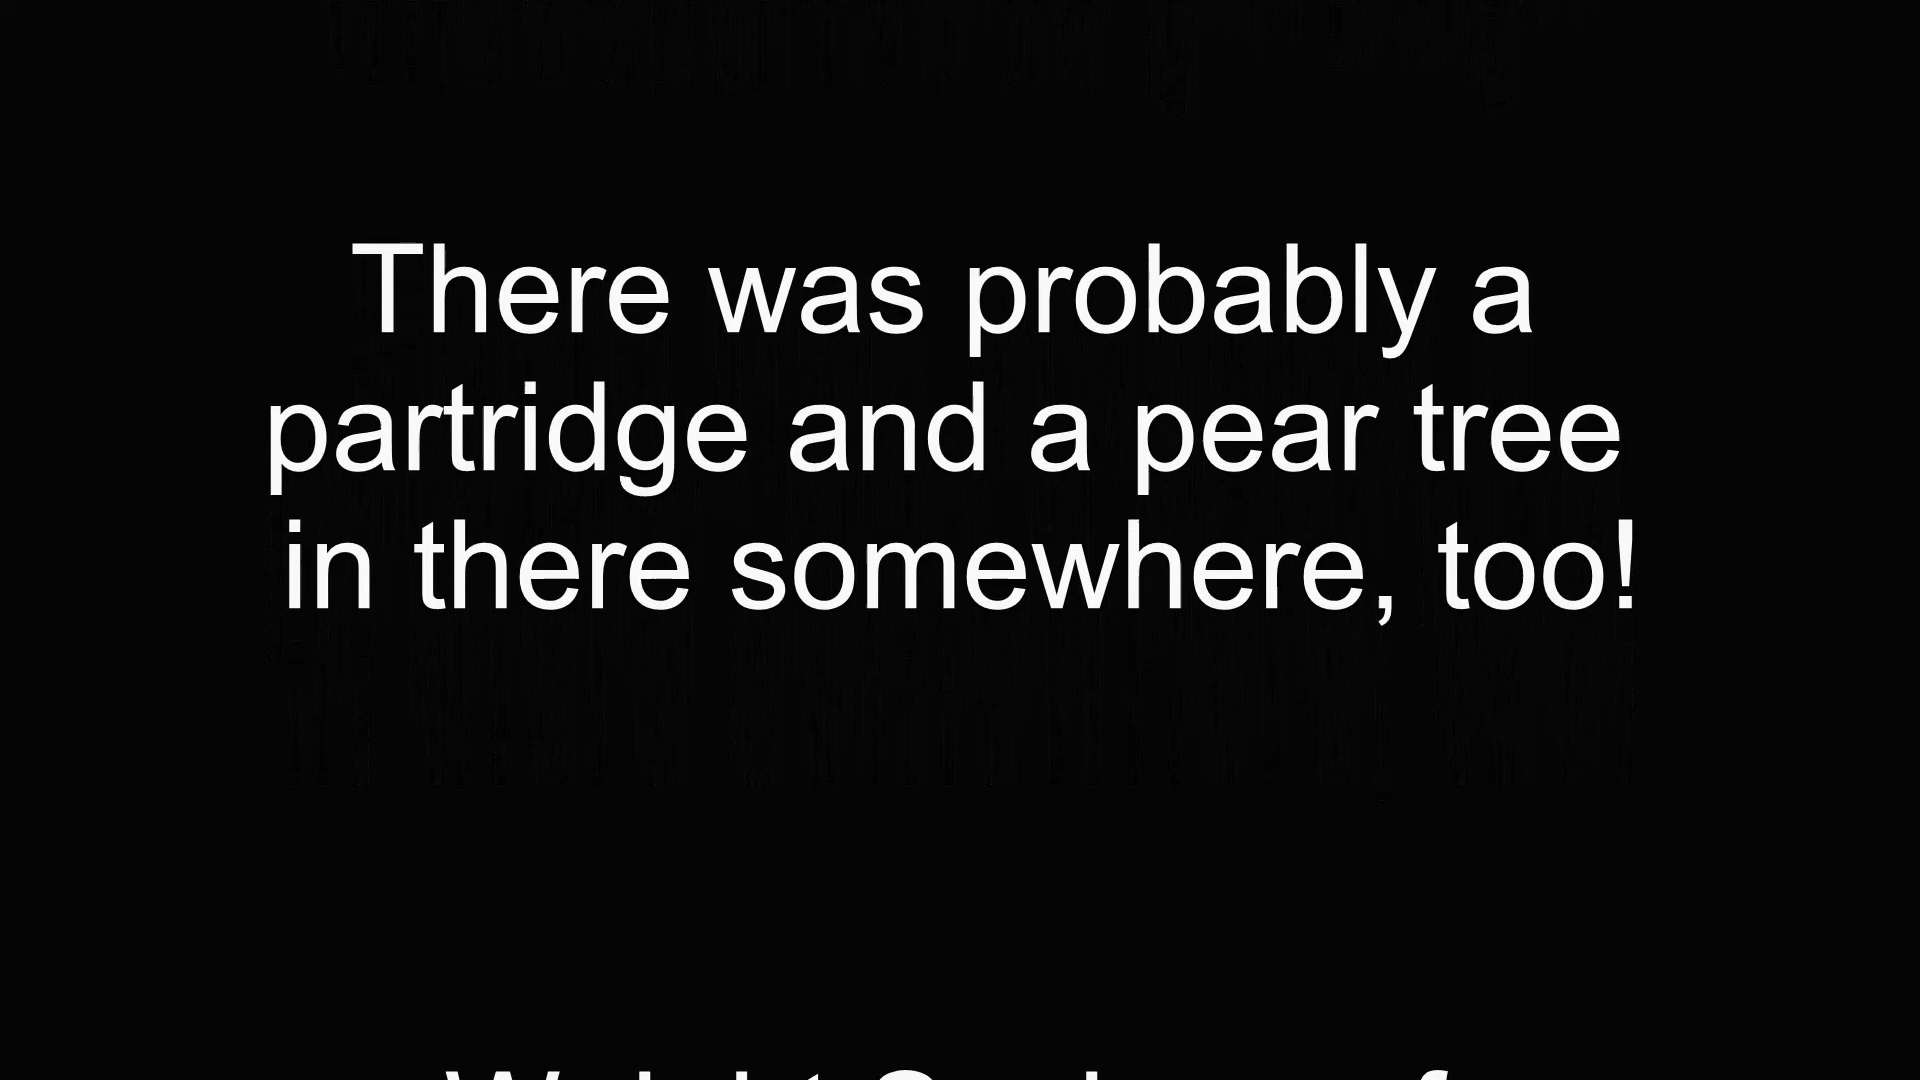 There was probably a
partridge and a pear tree
in there somewhere, too!